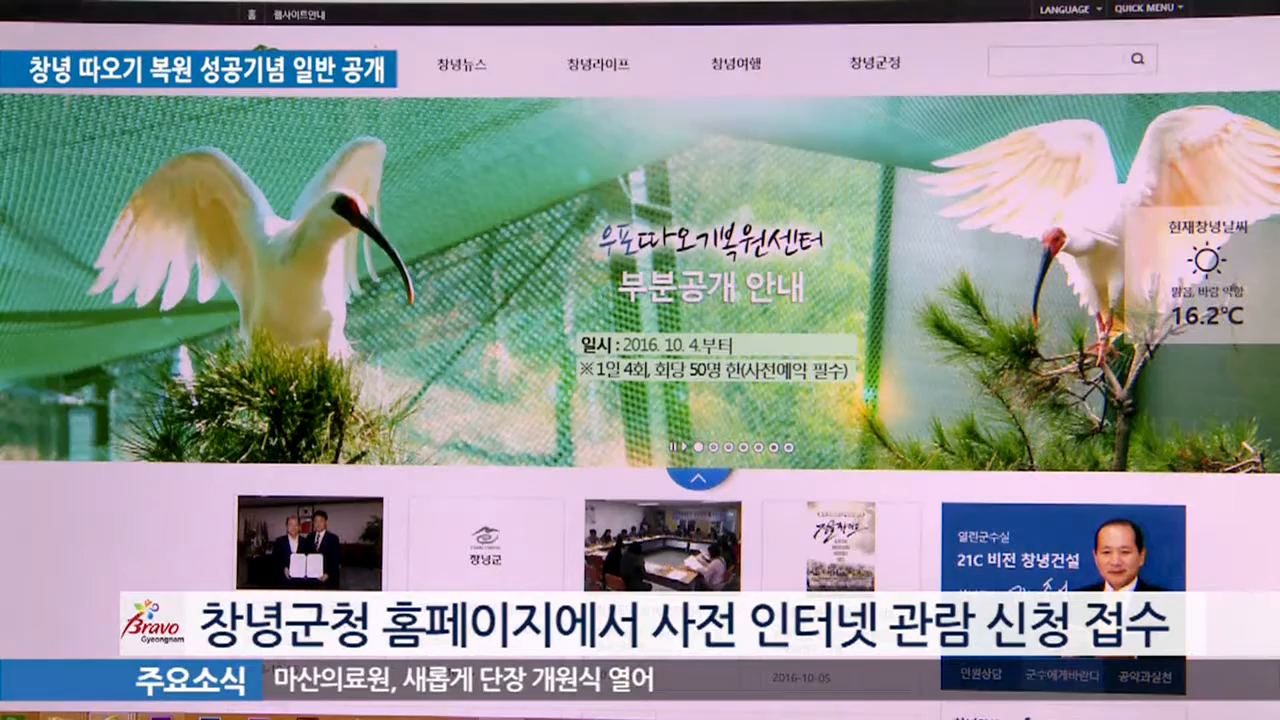 홈 웹사이트안내
LANGUAGE QUICK MENU
창녕 따오기 복원 성공기념 일반 공개
창녕뉴스 창녕라이프 창녕여행 창녕군정
우포따오기복원센터
부분공개 안내
일시 : 2016. 10. 4.부터
※1일 4회, 회당 50명 한(사전예약 필수)
현재창녕날씨
맑음, 바람 약함
16.2℃
창녕군
열린군수실
21C 비전 창녕건설
Bravo
Gyeongnam
창녕군청 홈페이지에서 사전 인터넷 관람 신청 접수
주요소식 마산의료원, 새롭게 단장 개원식 열어
2016-10-05
민원상담 군수에게바란다 공약과실천